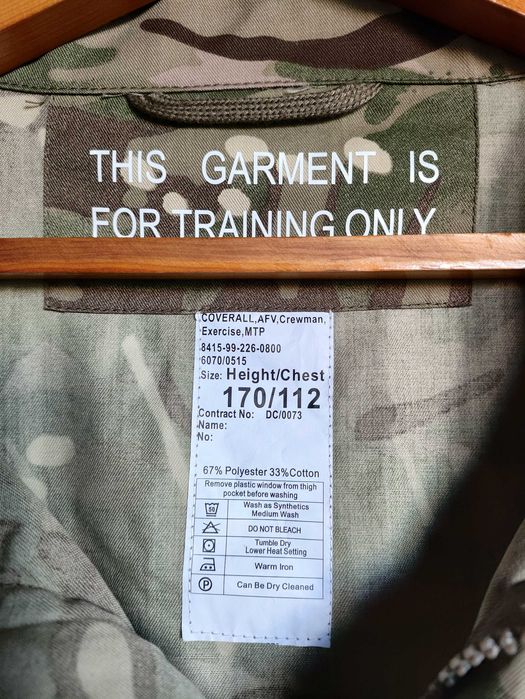 THIS GARMENT IS
FOR TRAINING ONLY
COVERALL,AFV,Crewman,
Exercise,MTP
8415-99-226-0800
6070/0515
Size: Height/Chest
170/112
Contract No: DC/0073
Name:
No:
67% Polyester 33%Cotton
Remove plastic window from thigh
pocket before washing
50 Wash as Synthetics
Medium Wash
DO NOT BLEACH
Tumble Dry
Lower Heat Setting
Warm Iron
P Can Be Dry Cleaned